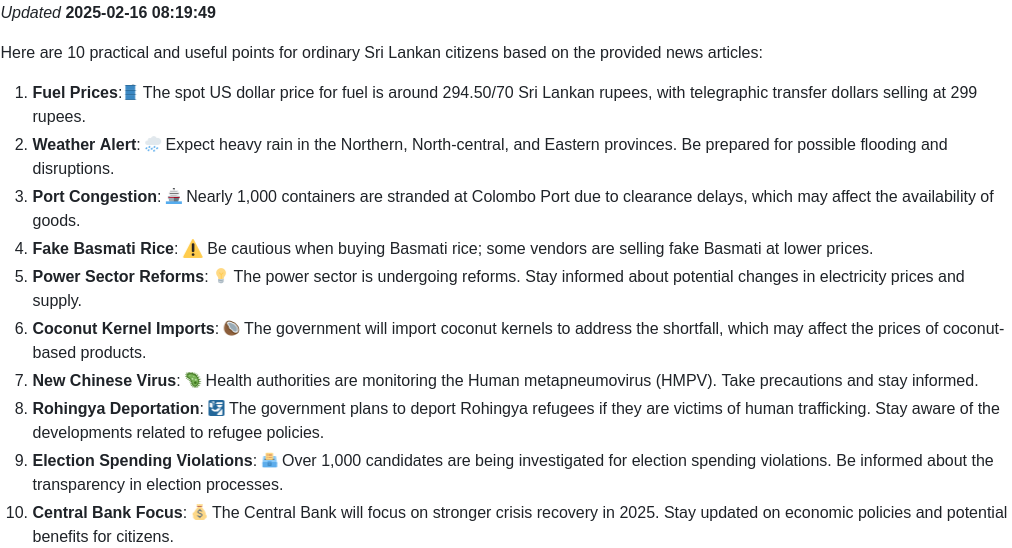 Updated 2025-02-16 08:19:49
Here are 10 practical and useful points for ordinary Sri Lankan citizens based on the provided news articles:
1. Fuel Prices:🛢️ The spot US dollar price for fuel is around 294.50/70 Sri Lankan rupees, with telegraphic transfer dollars selling at 299
rupees.
2. Weather Alert: 🌨️ Expect heavy rain in the Northern, North-central, and Eastern provinces. Be prepared for possible flooding and
disruptions.
3. Port Congestion: 🚢 Nearly 1,000 containers are stranded at Colombo Port due to clearance delays, which may affect the availability of
goods.
4. Fake Basmati Rice: ⚠️ Be cautious when buying Basmati rice; some vendors are selling fake Basmati at lower prices.
5. Power Sector Reforms: 💡 The power sector is undergoing reforms. Stay informed about potential changes in electricity prices and
supply.
6. Coconut Kernel Imports: 🥥 The government will import coconut kernels to address the shortfall, which may affect the prices of coconut-
based products.
7. New Chinese Virus: 🦠 Health authorities are monitoring the Human metapneumovirus (HMPV). Take precautions and stay informed.
8. Rohingya Deportation: 🛂 The government plans to deport Rohingya refugees if they are victims of human trafficking. Stay aware of the
developments related to refugee policies.
9. Election Spending Violations: 🗳️ Over 1,000 candidates are being investigated for election spending violations. Be informed about the
transparency in election processes.
10. Central Bank Focus: 💰 The Central Bank will focus on stronger crisis recovery in 2025. Stay updated on economic policies and potential
benefits for citizens.